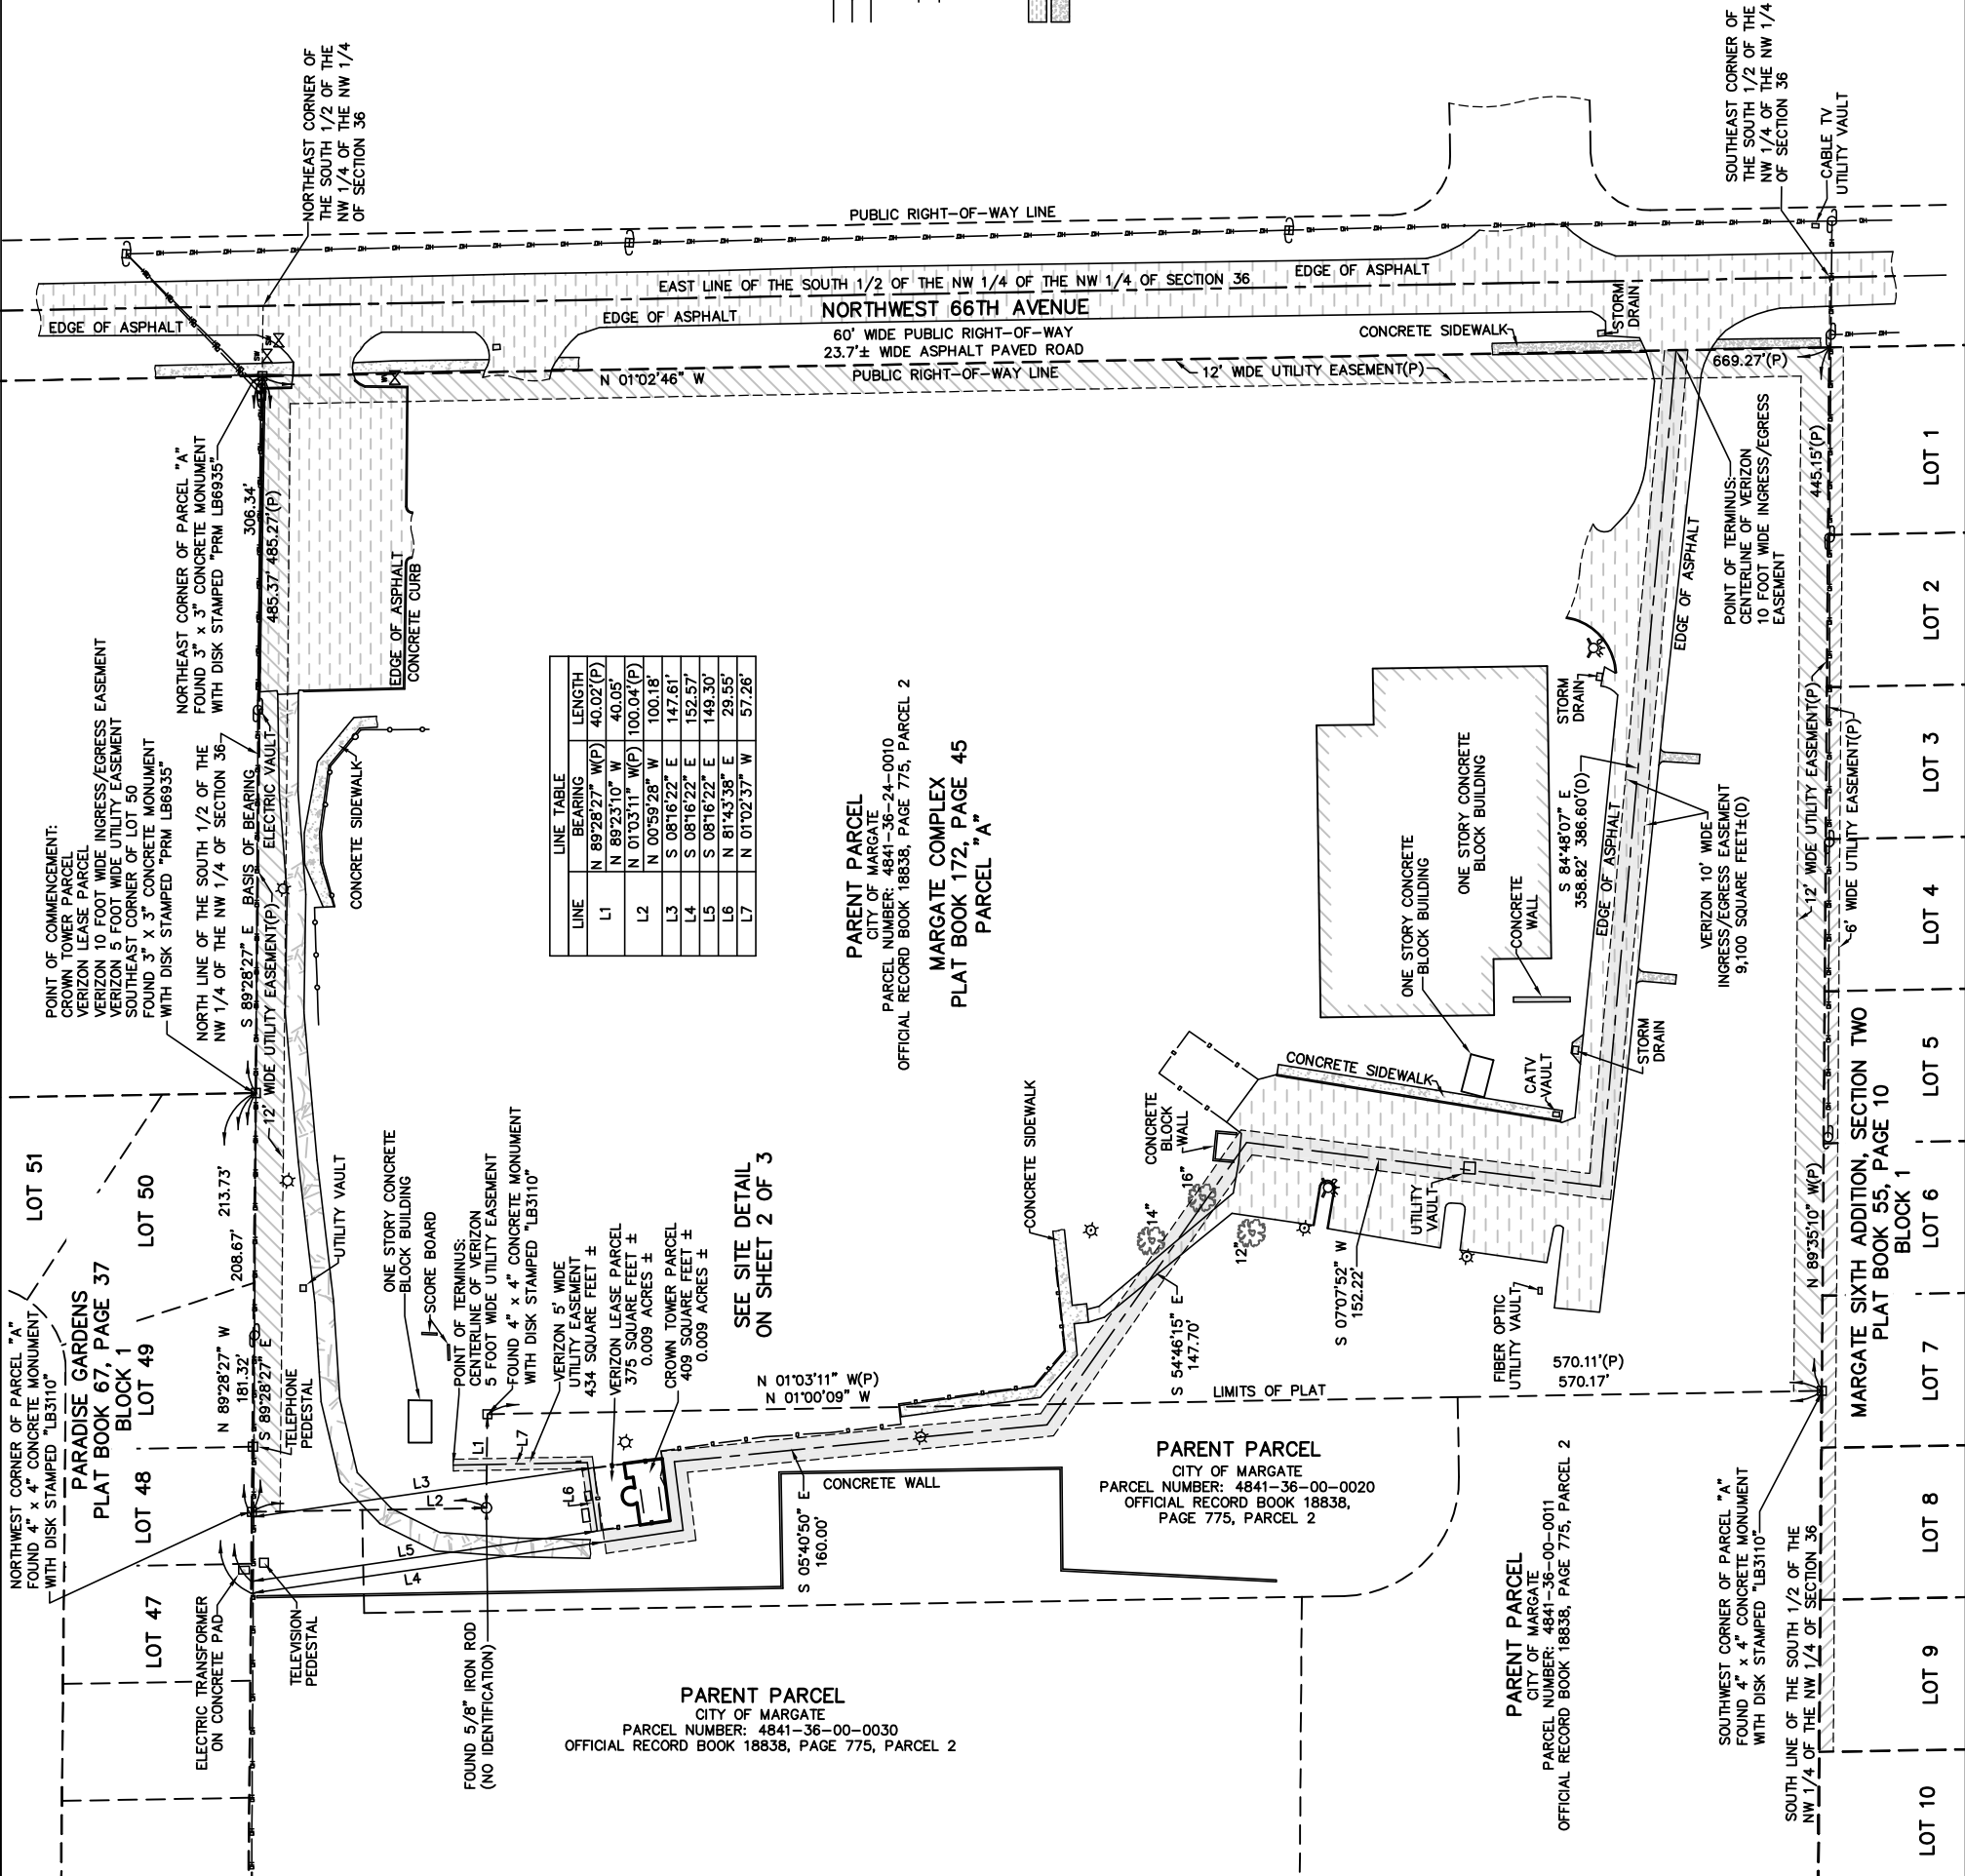 NORTHEAST CORNER OF
THE SOUTH 1/2 OF THE
NW 1/4 OF THE NW 1/4
OF SECTION 36
SOUTHEAST CORNER OF
THE SOUTH 1/2 OF THE
NW 1/4 OF THE NW 1/4
OF SECTION 36
CABLE TV
UTILITY VAULT
PUBLIC RIGHT-OF-WAY LINE
EAST LINE OF THE SOUTH 1/2 OF THE NW 1/4 OF THE NW 1/4 OF SECTION 36
EDGE OF ASPHALT
EDGE OF ASPHALT
EDGE OF ASPHALT
NORTHWEST 66TH AVENUE
60' WIDE PUBLIC RIGHT-OF-WAY
23.7'± WIDE ASPHALT PAVED ROAD
CONCRETE SIDEWALK
STORM
DRAIN
N 01°02'46" W
PUBLIC RIGHT-OF-WAY LINE
12' WIDE UTILITY EASEMENT(P)
669.27'(P)
NORTHEAST CORNER OF PARCEL "A"
FOUND 3" x 3" CONCRETE MONUMENT
WITH DISK STAMPED "PRM LB6935"
306.34'
485.37' 485.27'(P)
EDGE OF ASPHALT
CONCRETE CURB
POINT OF COMMENCEMENT:
CROWN TOWER PARCEL
VERIZON LEASE PARCEL
VERIZON 10 FOOT WIDE INGRESS/EGRESS EASEMENT
VERIZON 5 FOOT WIDE UTILITY EASEMENT
SOUTHEAST CORNER OF LOT 50
FOUND 3" X 3" CONCRETE MONUMENT
WITH DISK STAMPED "PRM LB6935"
NORTH LINE OF THE SOUTH 1/2 OF THE
NW 1/4 OF THE NW 1/4 OF SECTION 36
S 89°28'27" E BASIS OF BEARING
12' WIDE UTILITY EASEMENT(P)
ELECTRIC VAULT
CONCRETE SIDEWALK
LINE TABLE
LINE BEARING LENGTH
L1 N 89°28'27" W(P) 40.02'(P)
N 89°23'10" W 40.05'
L2 N 01°03'11" W(P) 100.04'(P)
N 00°59'28" W 100.18'
L3 S 08°16'22" E 147.61'
L4 S 08°16'22" E 152.57'
L5 S 08°16'22" E 149.30'
L6 N 81°43'38" E 29.55'
L7 N 01°02'37" W 57.26'
PARENT PARCEL
CITY OF MARGATE
PARCEL NUMBER: 4841-36-24-0010
OFFICIAL RECORD BOOK 18838, PAGE 775, PARCEL 2
MARGATE COMPLEX
PLAT BOOK 172, PAGE 45
PARCEL "A"
POINT OF TERMINUS:
CENTERLINE OF VERIZON
10 FOOT WIDE INGRESS/EGRESS
EASEMENT
445.15'(P)
EDGE OF ASPHALT
STORM
DRAIN
ONE STORY CONCRETE
BLOCK BUILDING
S 84°48'07" E
358.82' 386.60'(D)
EDGE OF ASPHALT
VERIZON 10' WIDE
INGRESS/EGRESS EASEMENT
9,100 SQUARE FEET±(D)
12' WIDE UTILITY EASEMENT(P)
6' WIDE UTILITY EASEMENT(P)
ONE STORY CONCRETE
BLOCK BUILDING
CONCRETE
WALL
CONCRETE SIDEWALK
CATV
VAULT
STORM
DRAIN
CONCRETE
BLOCK
WALL
CONCRETE SIDEWALK
16"
14"
12"
S 07°07'52" W
152.22'
UTILITY
VAULT
FIBER OPTIC
UTILITY VAULT
S 54°46'15" E
147.70'
N 89°35'10" W(P)
570.11'(P)
570.17'
LIMITS OF PLAT
N 01°03'11" W(P)
N 01°00'09" W
LOT 1
LOT 2
LOT 3
LOT 4
LOT 5
LOT 6
LOT 7
LOT 8
LOT 9
LOT 10
MARGATE SIXTH ADDITION, SECTION TWO
PLAT BOOK 55, PAGE 10
BLOCK 1
LOT 51
LOT 50
LOT 49
LOT 48
LOT 47
PARADISE GARDENS
PLAT BOOK 67, PAGE 37
BLOCK 1
213.73'
208.67'
12' WIDE UTILITY EASEMENT(P)
UTILITY VAULT
N 89°28'27" W
181.32'
S 89°28'27" E
TELEPHONE
PEDESTAL
NORTHWEST CORNER OF PARCEL "A"
FOUND 4" x 4" CONCRETE MONUMENT
WITH DISK STAMPED "LB3110"
ONE STORY CONCRETE
BLOCK BUILDING
SCORE BOARD
POINT OF TERMINUS:
CENTERLINE OF VERIZON
5 FOOT WIDE UTILITY EASEMENT
FOUND 4" x 4" CONCRETE MONUMENT
WITH DISK STAMPED "LB3110"
VERIZON 5' WIDE
UTILITY EASEMENT
434 SQUARE FEET ±
VERIZON LEASE PARCEL
375 SQUARE FEET ±
0.009 ACRES ±
CROWN TOWER PARCEL
409 SQUARE FEET ±
0.009 ACRES ±
SEE SITE DETAIL
ON SHEET 2 OF 3
L1
L7
L3
L2
L6
L5
L4
CONCRETE WALL
S 05°40'50" E
160.00'
ELECTRIC TRANSFORMER
ON CONCRETE PAD
TELEVISION
PEDESTAL
FOUND 5/8" IRON ROD
(NO IDENTIFICATION)
PARENT PARCEL
CITY OF MARGATE
PARCEL NUMBER: 4841-36-00-0020
OFFICIAL RECORD BOOK 18838,
PAGE 775, PARCEL 2
PARENT PARCEL
CITY OF MARGATE
PARCEL NUMBER: 4841-36-00-0030
OFFICIAL RECORD BOOK 18838, PAGE 775, PARCEL 2
PARENT PARCEL
CITY OF MARGATE
PARCEL NUMBER: 4841-36-00-0011
OFFICIAL RECORD BOOK 18838, PAGE 775, PARCEL 2
SOUTHWEST CORNER OF PARCEL "A"
FOUND 4" x 4" CONCRETE MONUMENT
WITH DISK STAMPED "LB3110"
SOUTH LINE OF THE SOUTH 1/2 OF THE
NW 1/4 OF THE NW 1/4 OF SECTION 36